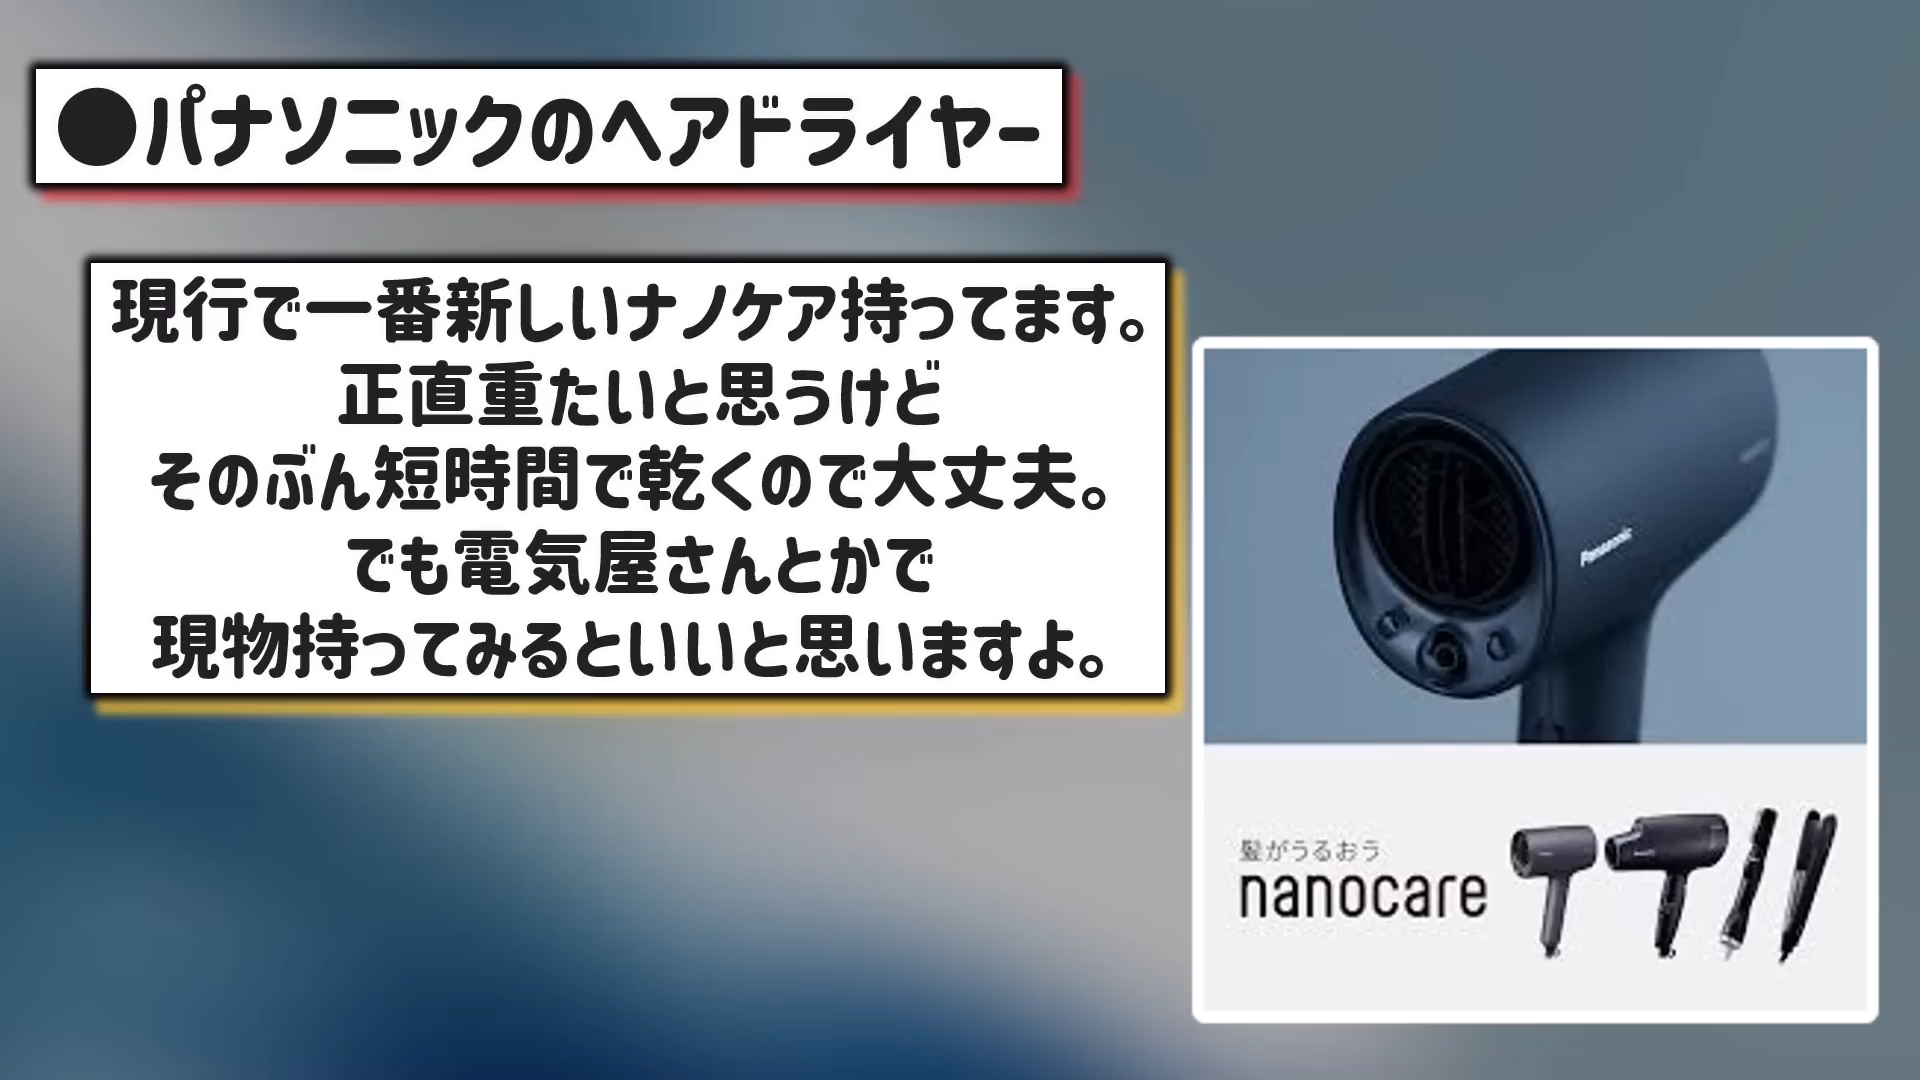 ●パナソニックのヘアドライヤー
現行で一番新しいナノケア持ってます。
正直重たいと思うけど
そのぶん短時間で乾くので大丈夫。
でも電気屋さんとかで
現物持ってみるといいと思いますよ。
Panasonic
髪がうるおう
nanocare